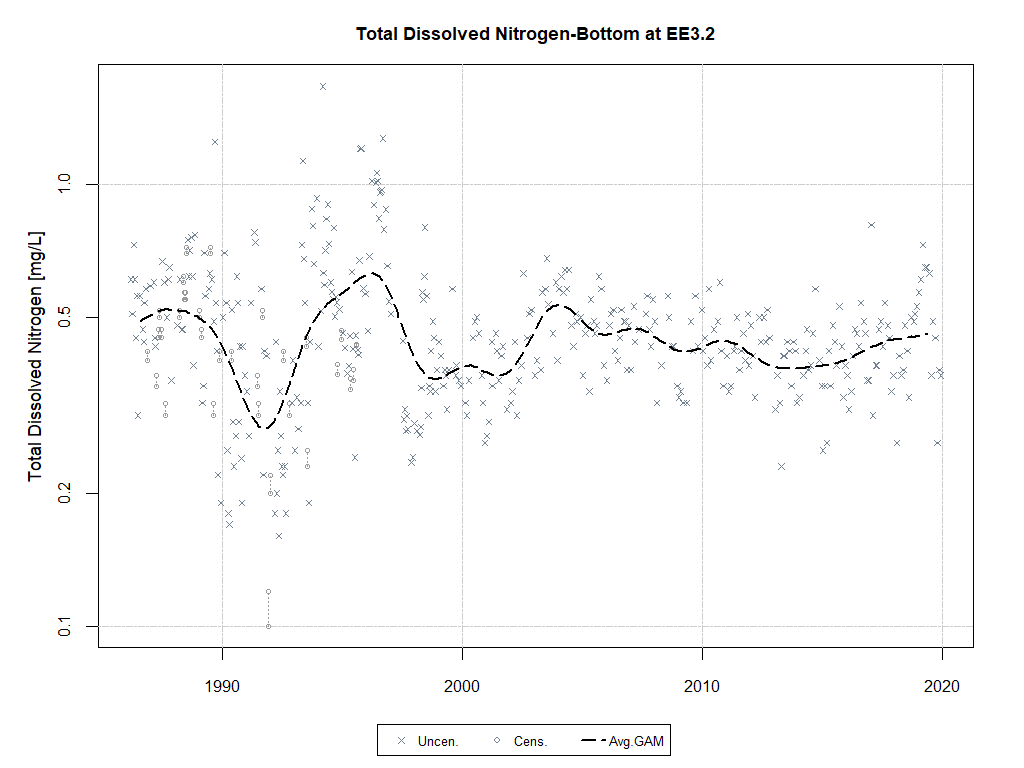 Total Dissolved Nitrogen-Bottom at EE3.2
Total Dissolved Nitrogen [mg/L]
1.0
0.5
0.2
0.1
1990 2000 2010 2020
Uncen. Cens. Avg.GAM